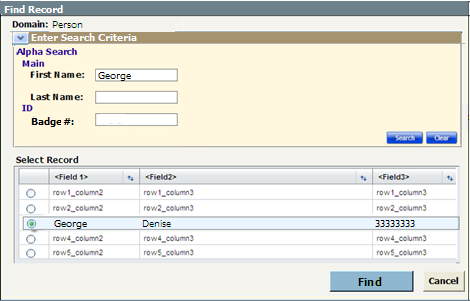 Find Record
Domain: Person
Enter Search Criteria
Alpha Search
Main
First Name: George
Last Name:
ID
Badge #:
Search Clear
Select Record
<Field 1> <Field2> <Field3>
row1_column2 row1_column3 row1_column3
row2_column2 row2_column3 row2_column3
George Denise 33333333
row4_column2 row4_column3 row4_column3
row5_column2 row5_column3 row5_column3
Find Cancel